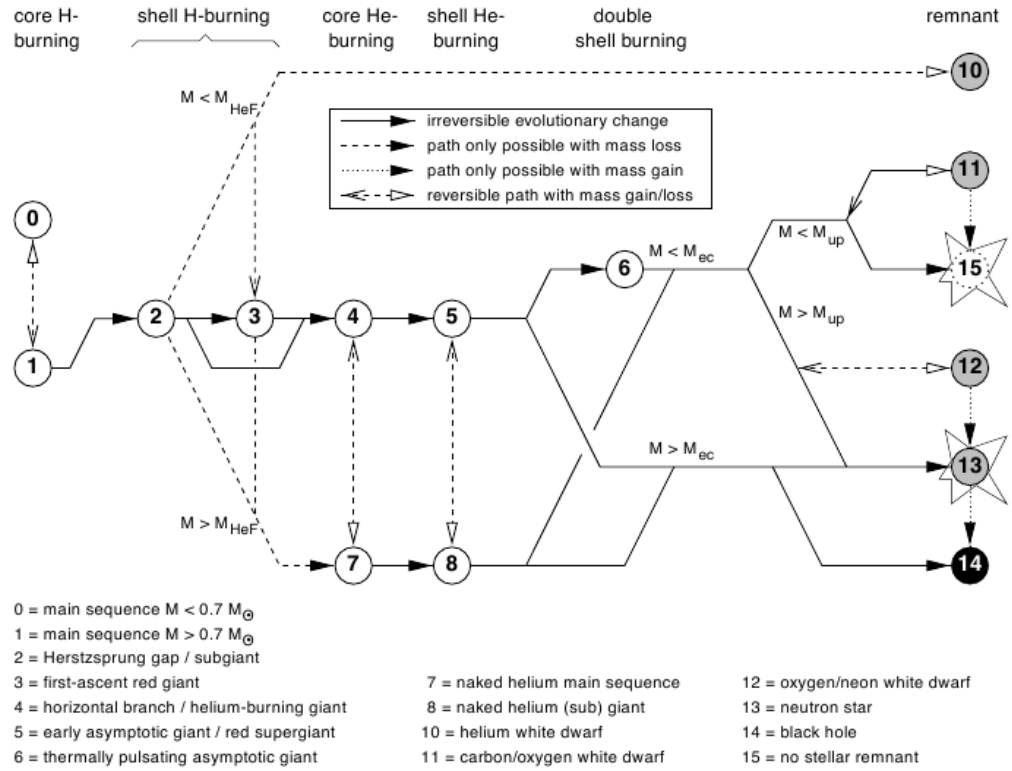 core H-
burning
shell H-burning
core He-
burning
shell He-
burning
double
shell burning
remnant
10
M < M_HeF
irreversible evolutionary change
path only possible with mass loss
path only possible with mass gain
reversible path with mass gain/loss
11
0
M < M_up
M < M_ec
6
15
2
3
4
5
M > M_up
1
12
M > M_ec
13
M > M_HeF
7
8
14
0 = main sequence M < 0.7 M⊙
1 = main sequence M > 0.7 M⊙
2 = Herstzsprung gap / subgiant
3 = first-ascent red giant
4 = horizontal branch / helium-burning giant
5 = early asymptotic giant / red supergiant
6 = thermally pulsating asymptotic giant
7 = naked helium main sequence
8 = naked helium (sub) giant
10 = helium white dwarf
11 = carbon/oxygen white dwarf
12 = oxygen/neon white dwarf
13 = neutron star
14 = black hole
15 = no stellar remnant